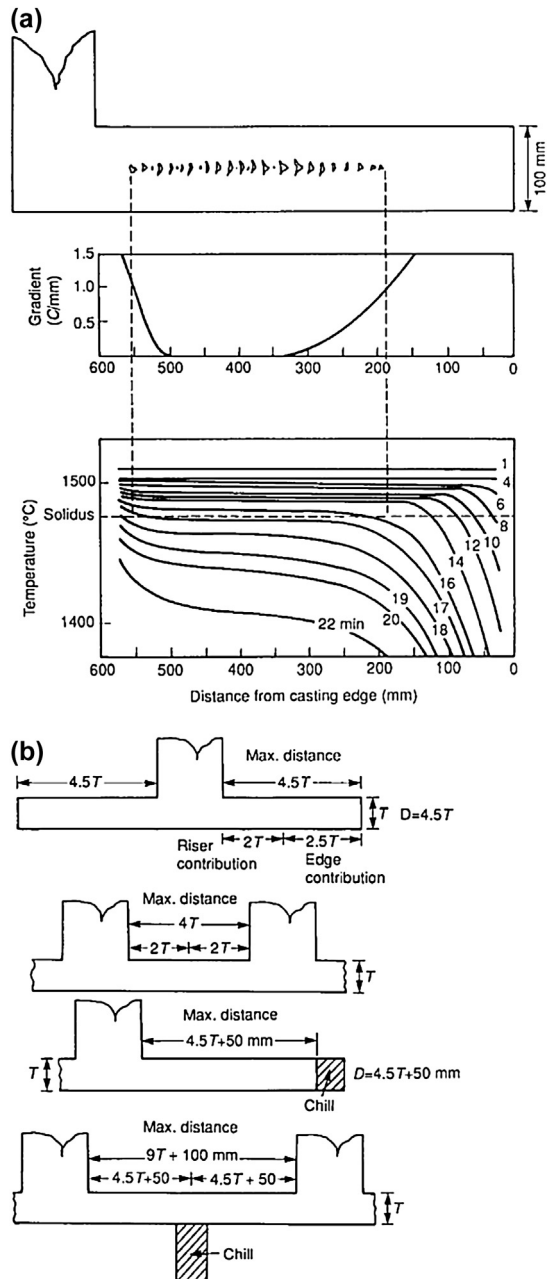 (a)
100 mm
Gradient
(C/mm)
1.5
1.0
0.5
600 500 400 300 200 100 0
Temperature (°C)
1500
Solidus
1400
1
4
6
8
10
12
14
16
17
18
19
20
22 min
600 500 400 300 200 100 0
Distance from casting edge (mm)
(b)
Max. distance
4.5T 4.5T
T D=4.5T
2T 2.5T
Riser Edge
contribution contribution
Max. distance
4T
2T 2T
T
Max. distance
4.5T+50 mm
T D=4.5T+50 mm
Chill
Max. distance
9T + 100 mm
4.5T+50 4.5T + 50
T
Chill